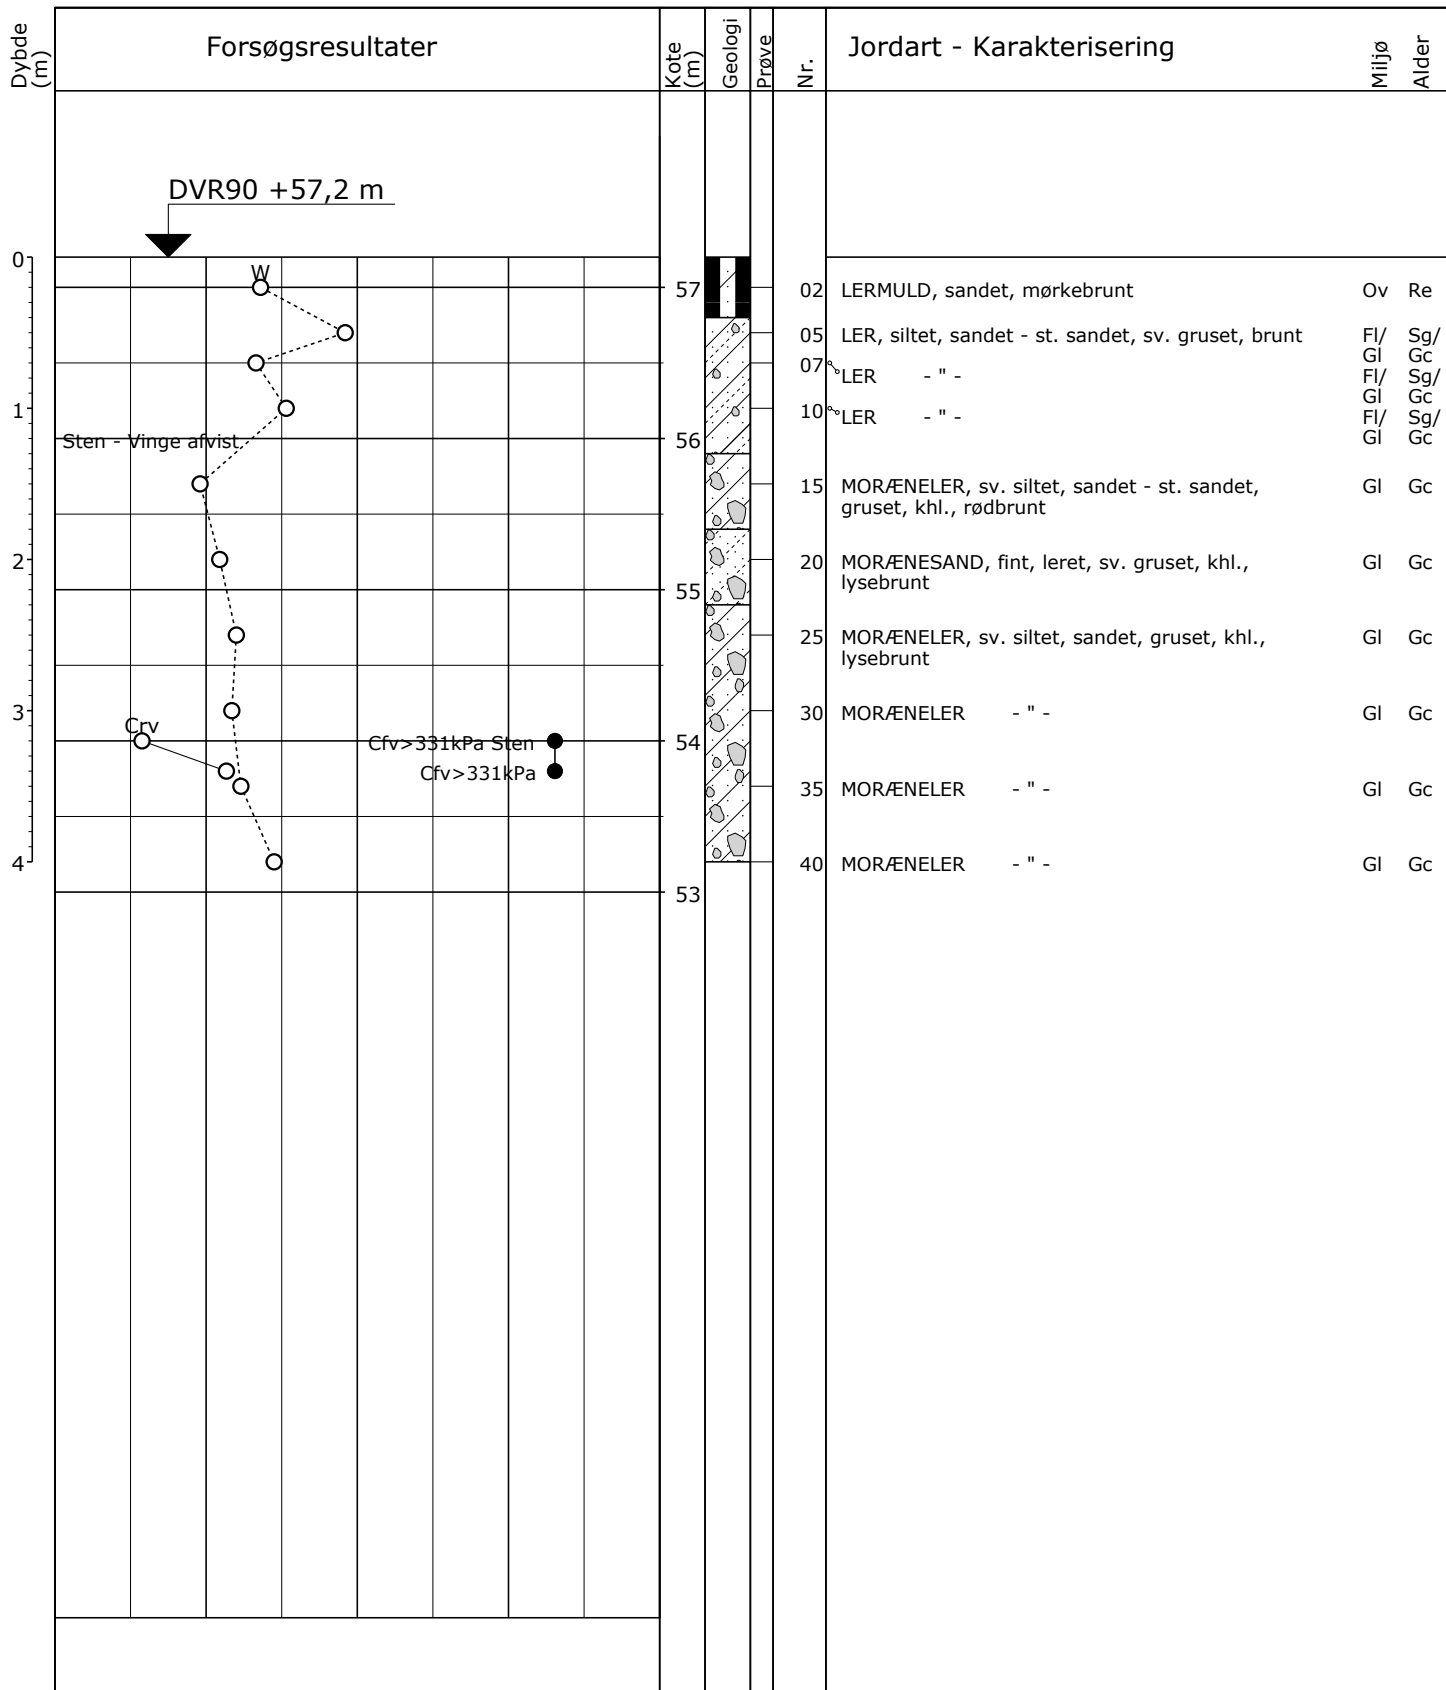 Dybde
(m)
Forsøgsresultater
Kote
(m)
Geologi
Prøve
Nr.
Jordart - Karakterisering
Miljø
Alder
DVR90 +57,2 m
0
W
57
02 LERMULD, sandet, mørkebrunt Ov Re
05 LER, siltet, sandet - st. sandet, sv. gruset, brunt Fl/ Sg/
Gl Gc
07 LER - " - Fl/ Sg/
Gl Gc
1
10 LER - " - Fl/ Sg/
Gl Gc
Sten - Vinge afvist.
56
15 MORÆNELER, sv. siltet, sandet - st. sandet, Gl Gc
gruset, khl., rødbrunt
2
20 MORÆNESAND, fint, leret, sv. gruset, khl., Gl Gc
lysebrunt
55
25 MORÆNELER, sv. siltet, sandet, gruset, khl., Gl Gc
lysebrunt
3
30 MORÆNELER - " - Gl Gc
Crv
Cfv>331kPa Sten
54
Cfv>331kPa
35 MORÆNELER - " - Gl Gc
4
40 MORÆNELER - " - Gl Gc
53